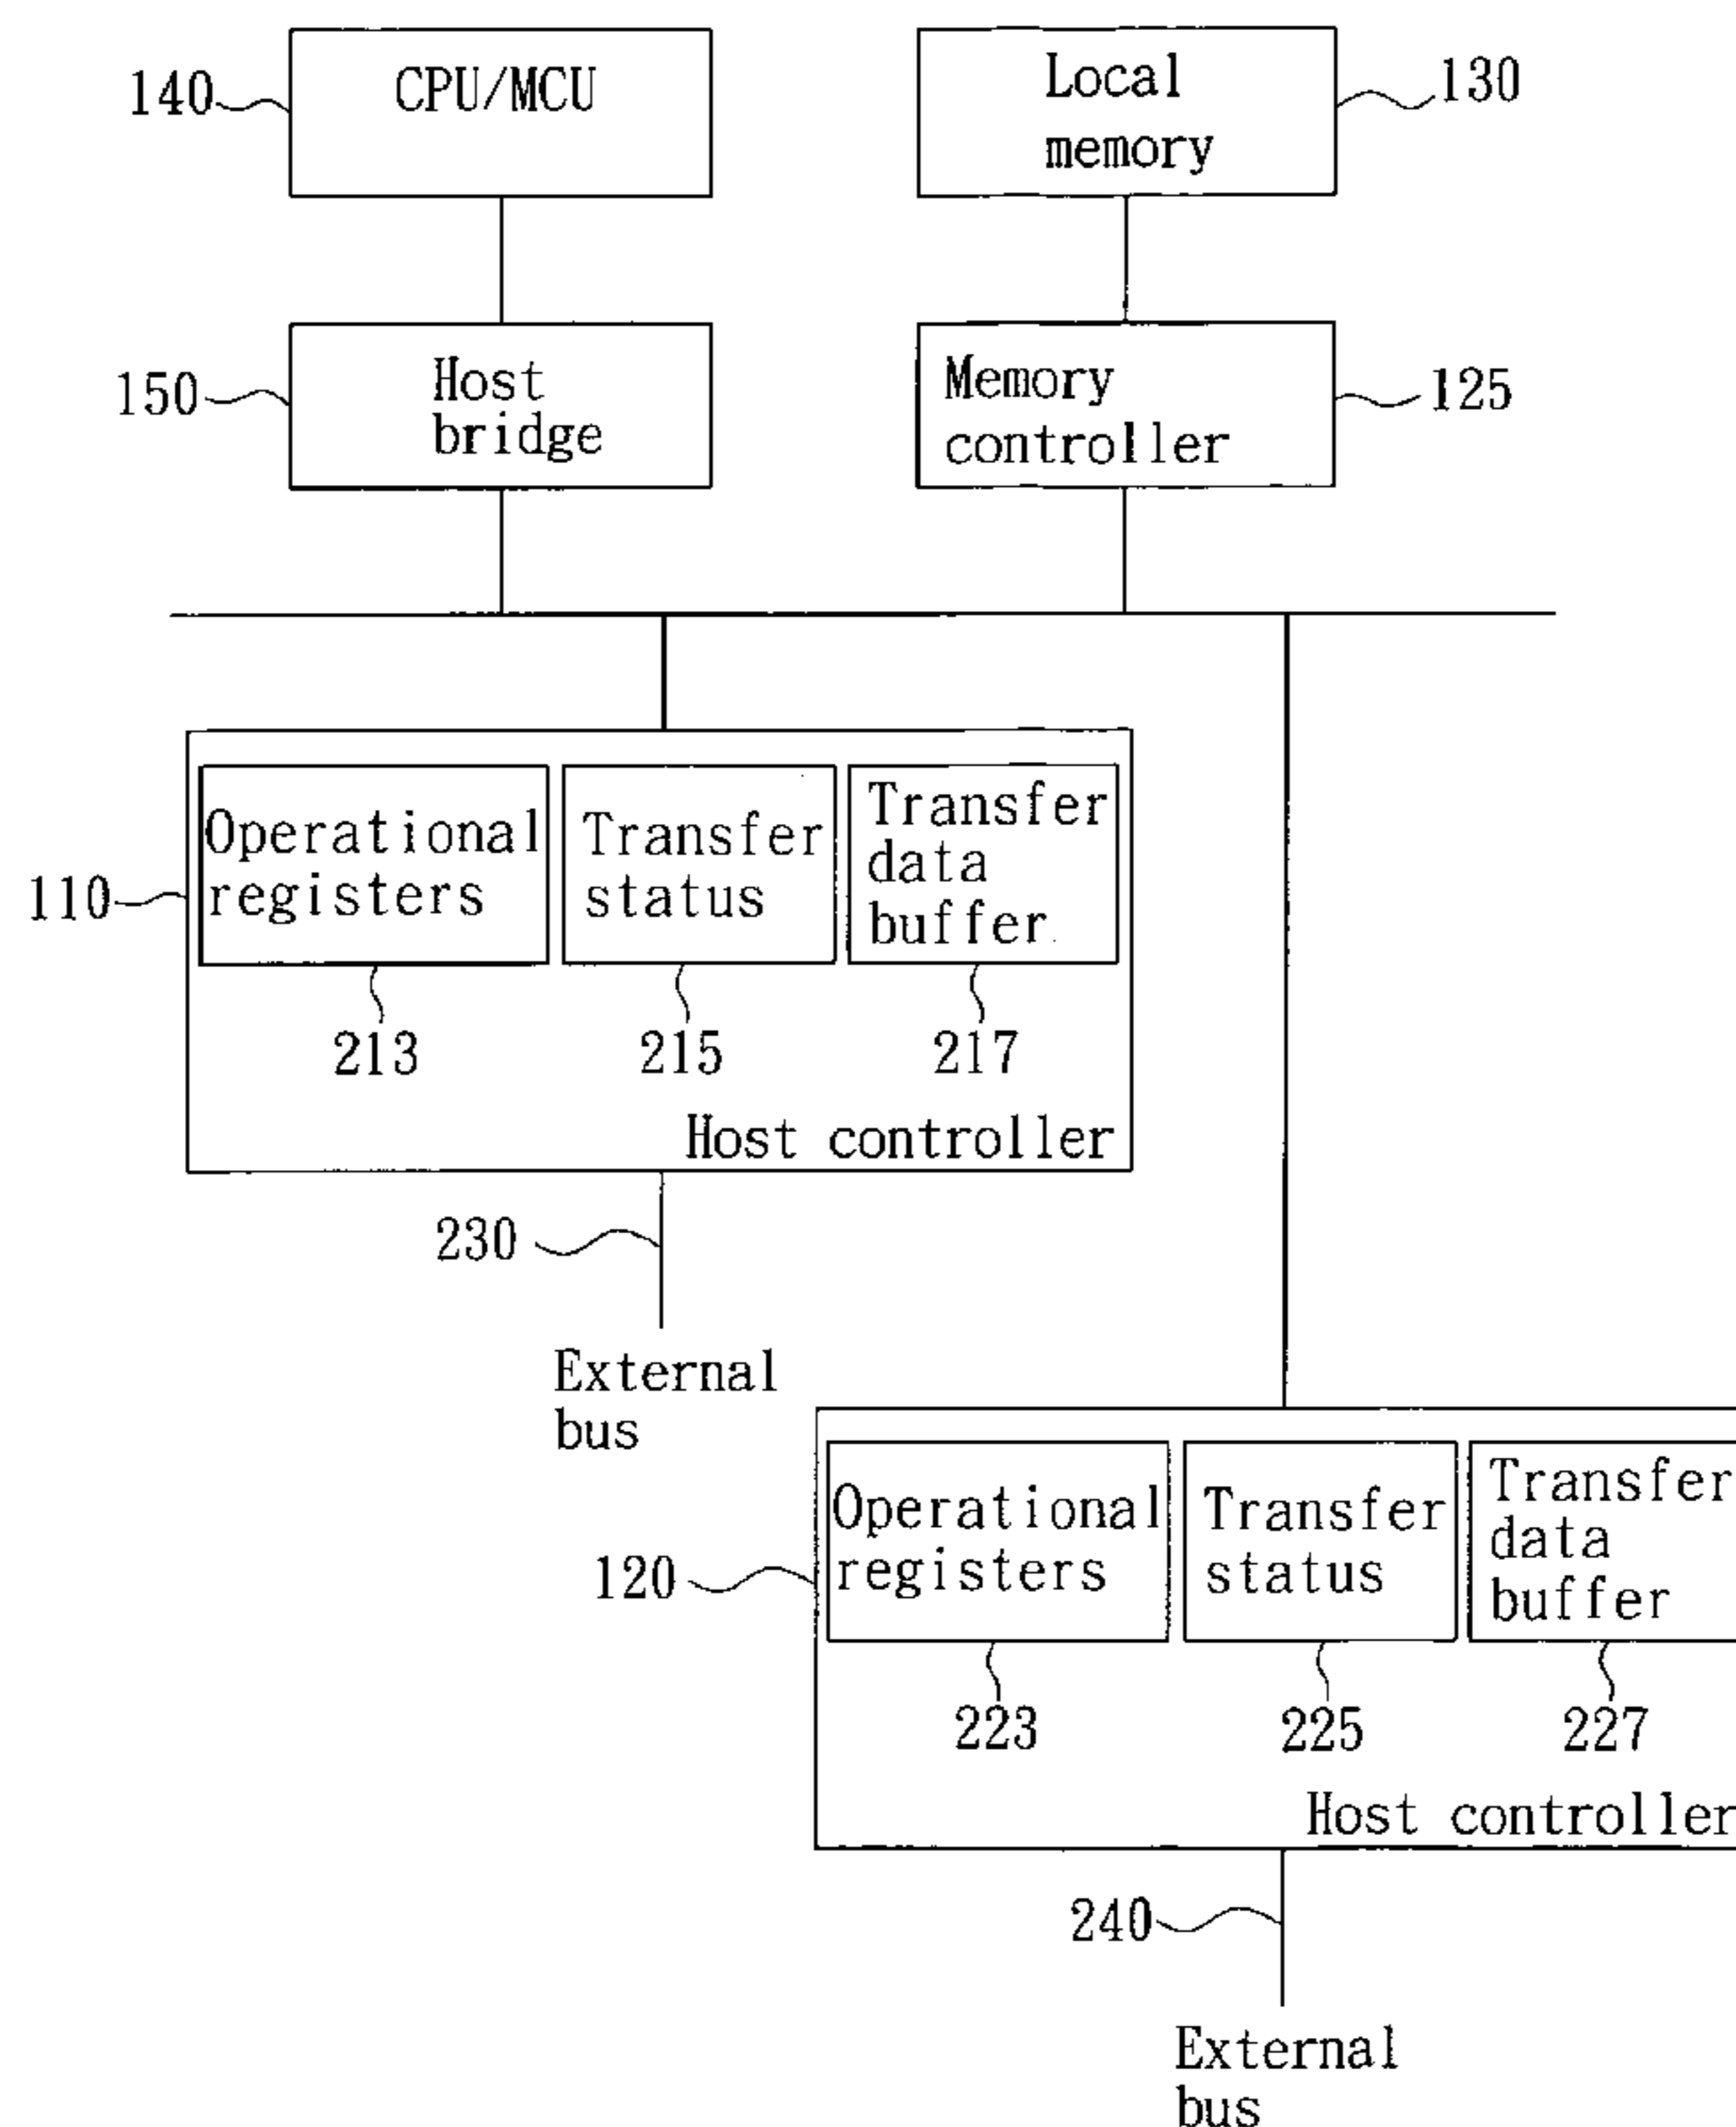 140
CPU/MCU
Local
memory
130
150
Host
bridge
Memory
controller
125
110
Operational
registers
Transfer
status
Transfer
data
buffer
213
215
217
Host controller
230
External
bus
120
Operational
registers
Transfer
status
Transfer
data
buffer
223
225
227
Host controller
240
External
bus